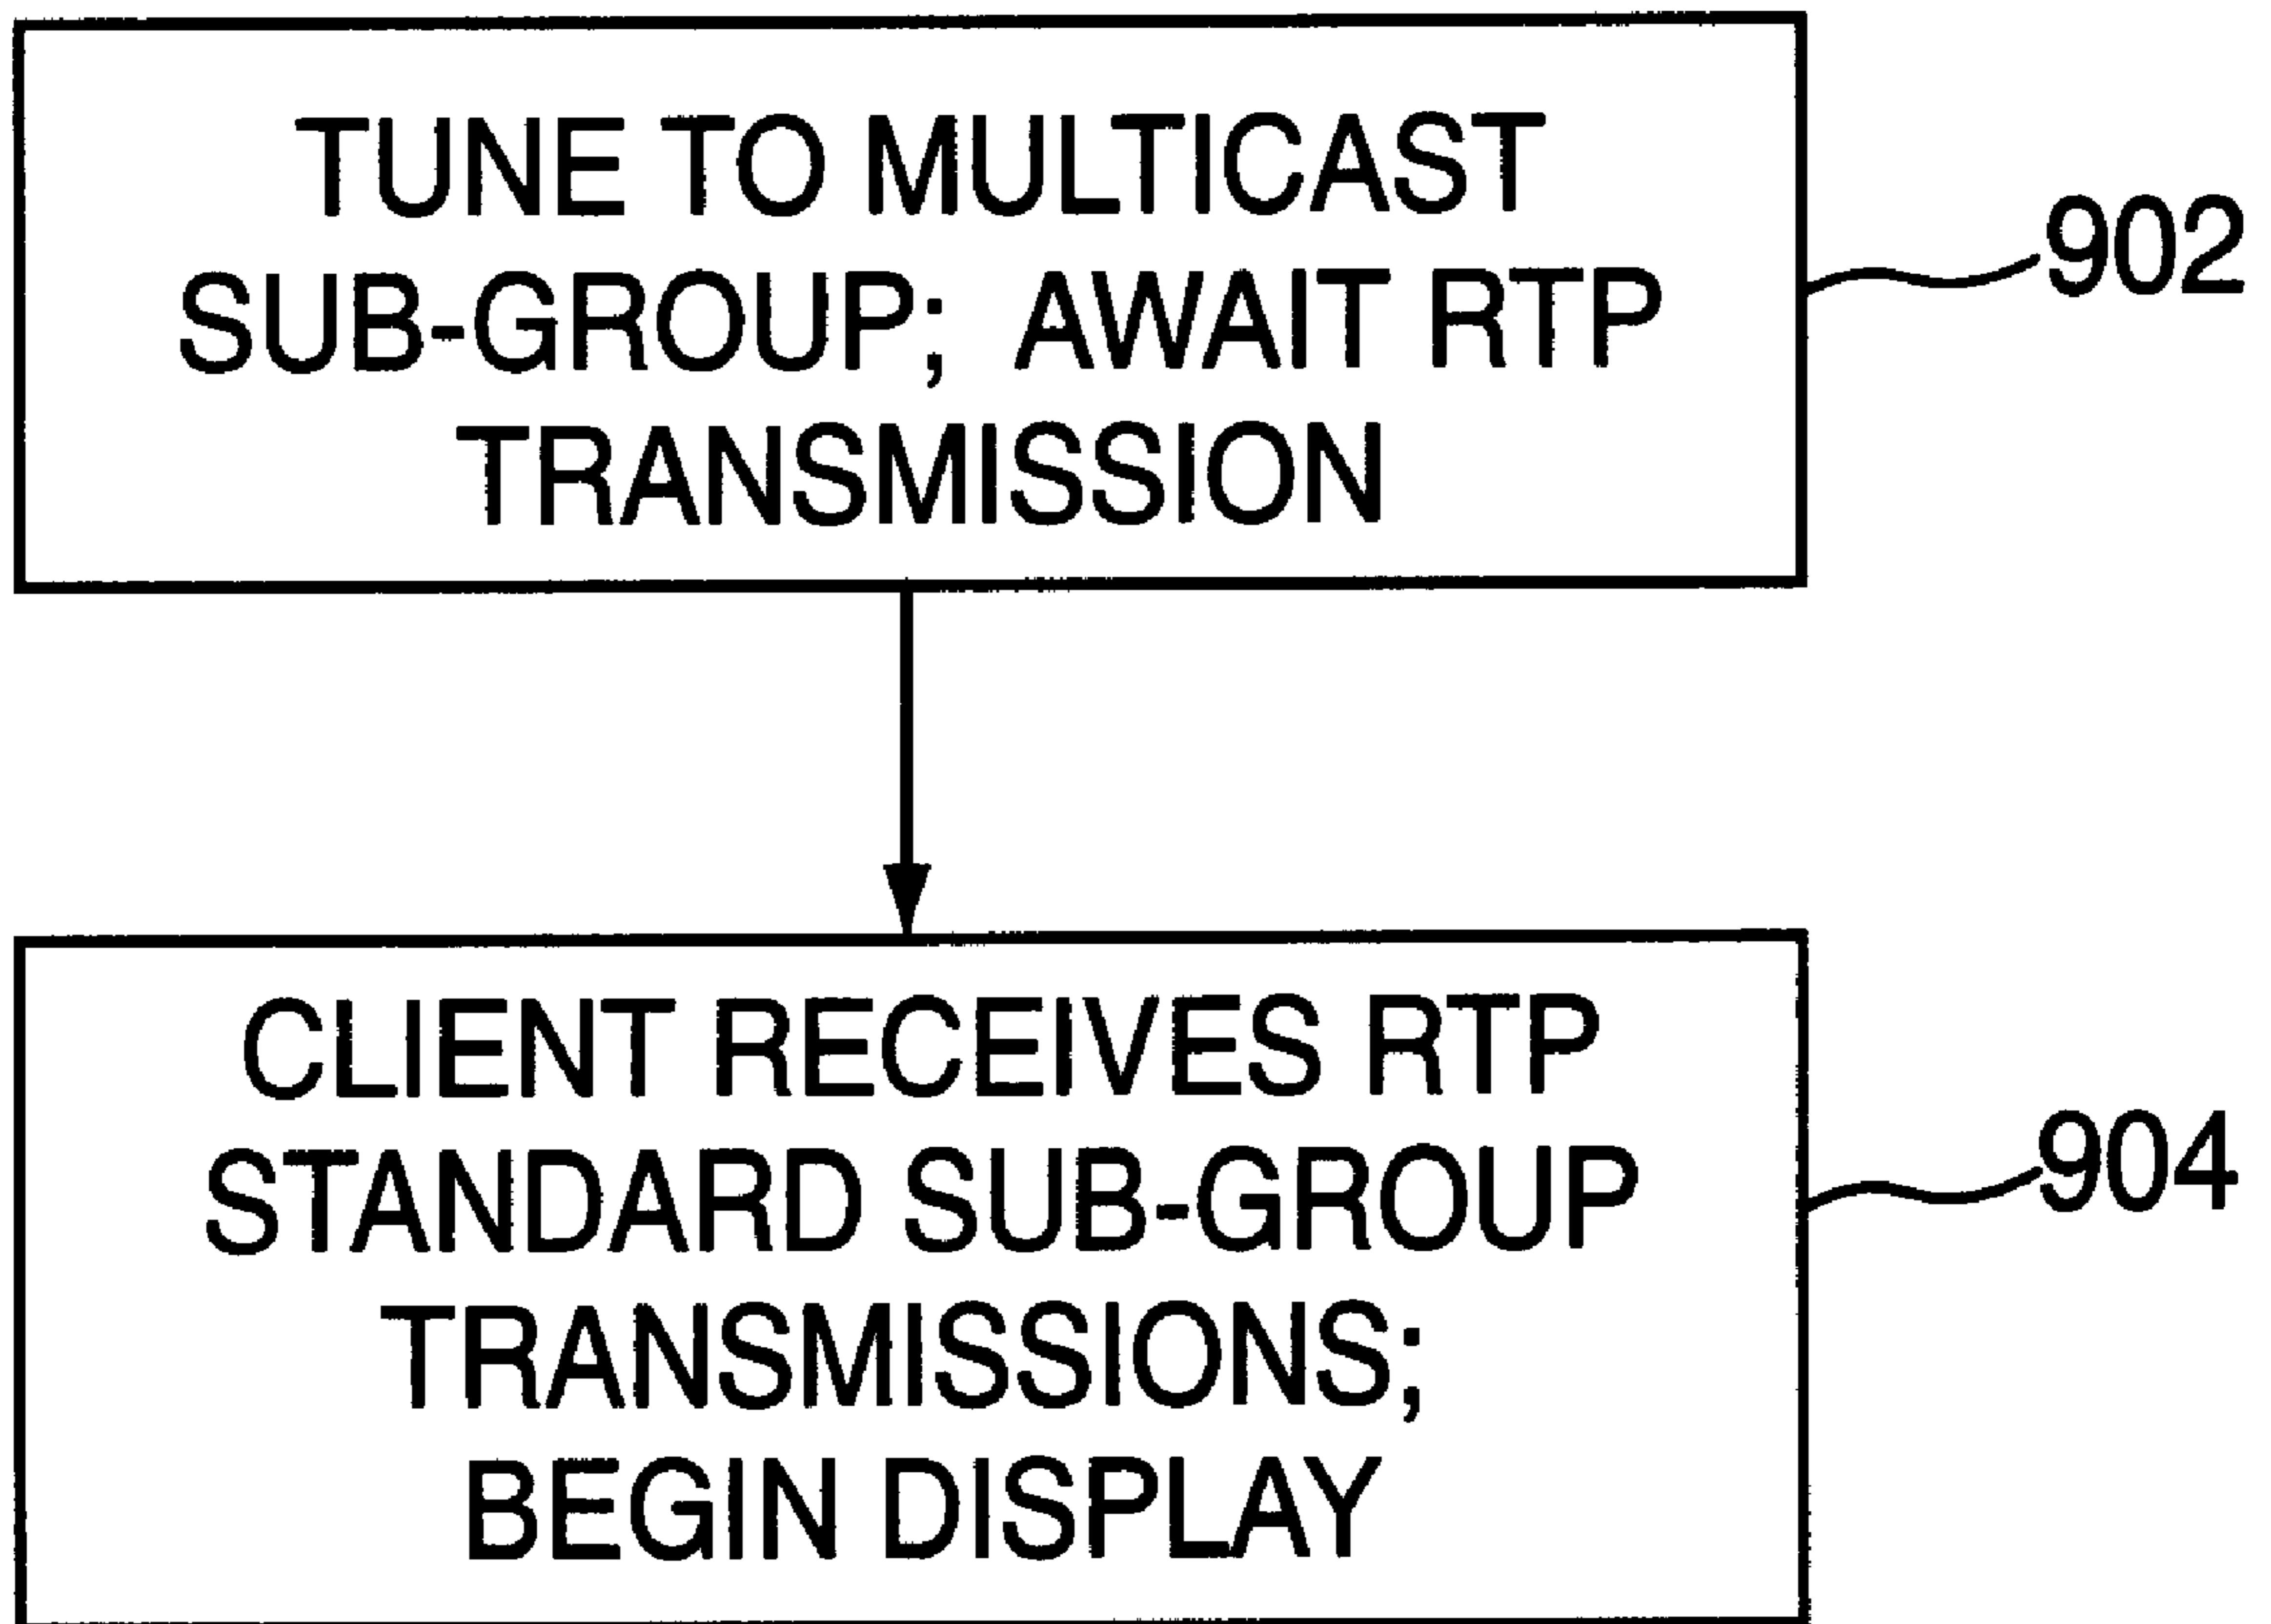 TUNE TO MULTICAST
SUB-GROUP; AWAIT RTP
TRANSMISSION
902
CLIENT RECEIVES RTP
STANDARD SUB-GROUP
TRANSMISSIONS;
BEGIN DISPLAY
904